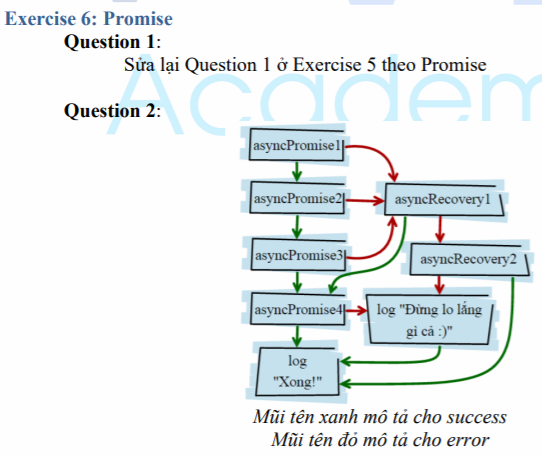 Exercise 6: Promise
Question 1:
Sửa lại Question 1 ở Exercise 5 theo Promise
Academ
Question 2:
asyncPromise1
asyncPromise2
asyncRecovery1
asyncPromise3
asyncRecovery2
asyncPromise4
log "Đừng lo lắng
gì cả :)"
log
"Xong!"
Mũi tên xanh mô tả cho success
Mũi tên đỏ mô tả cho error